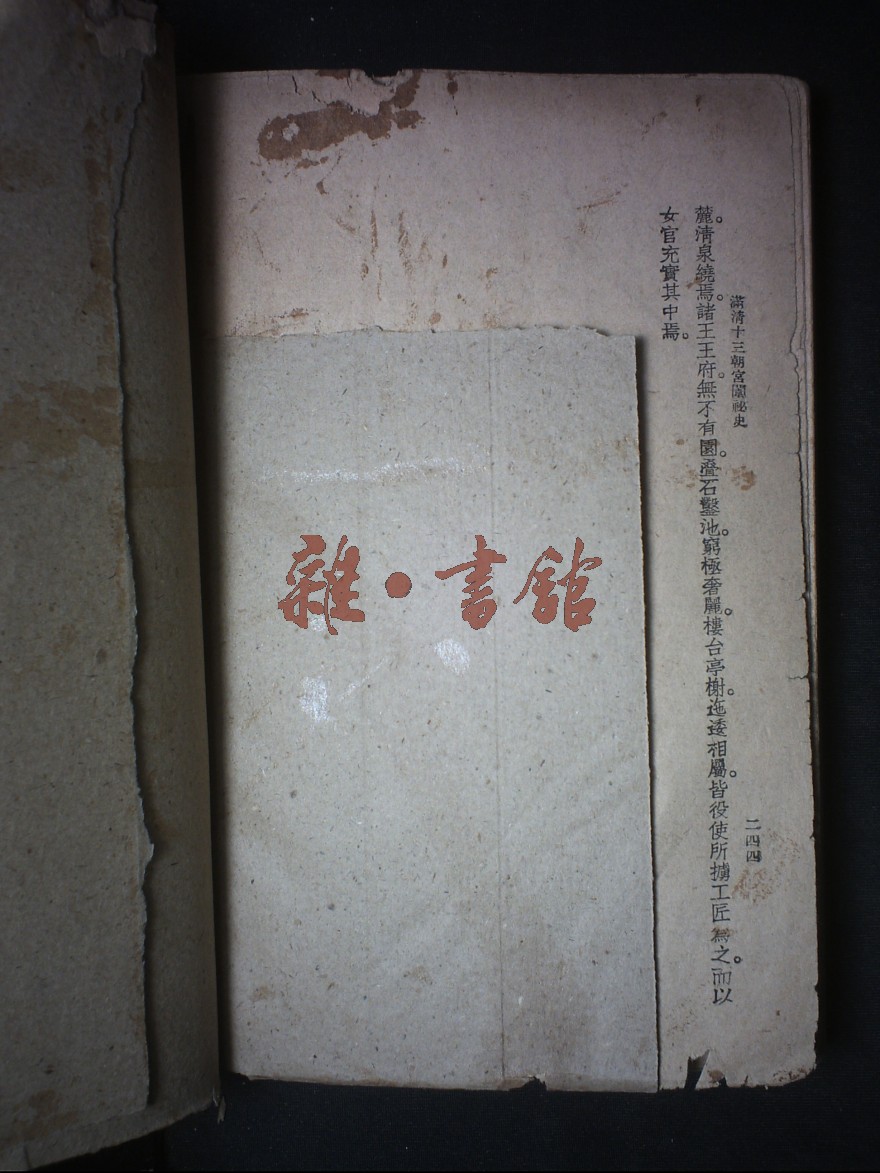 滿清十三朝宮闈祕史
二四四
麓。清泉繞焉。諸王王府。無不有園。叠石鑿池。窮極奢麗。樓台亭榭。迤逶相屬。皆役使所擄工匠爲之。而以
女官充實其中焉。
雜·書館